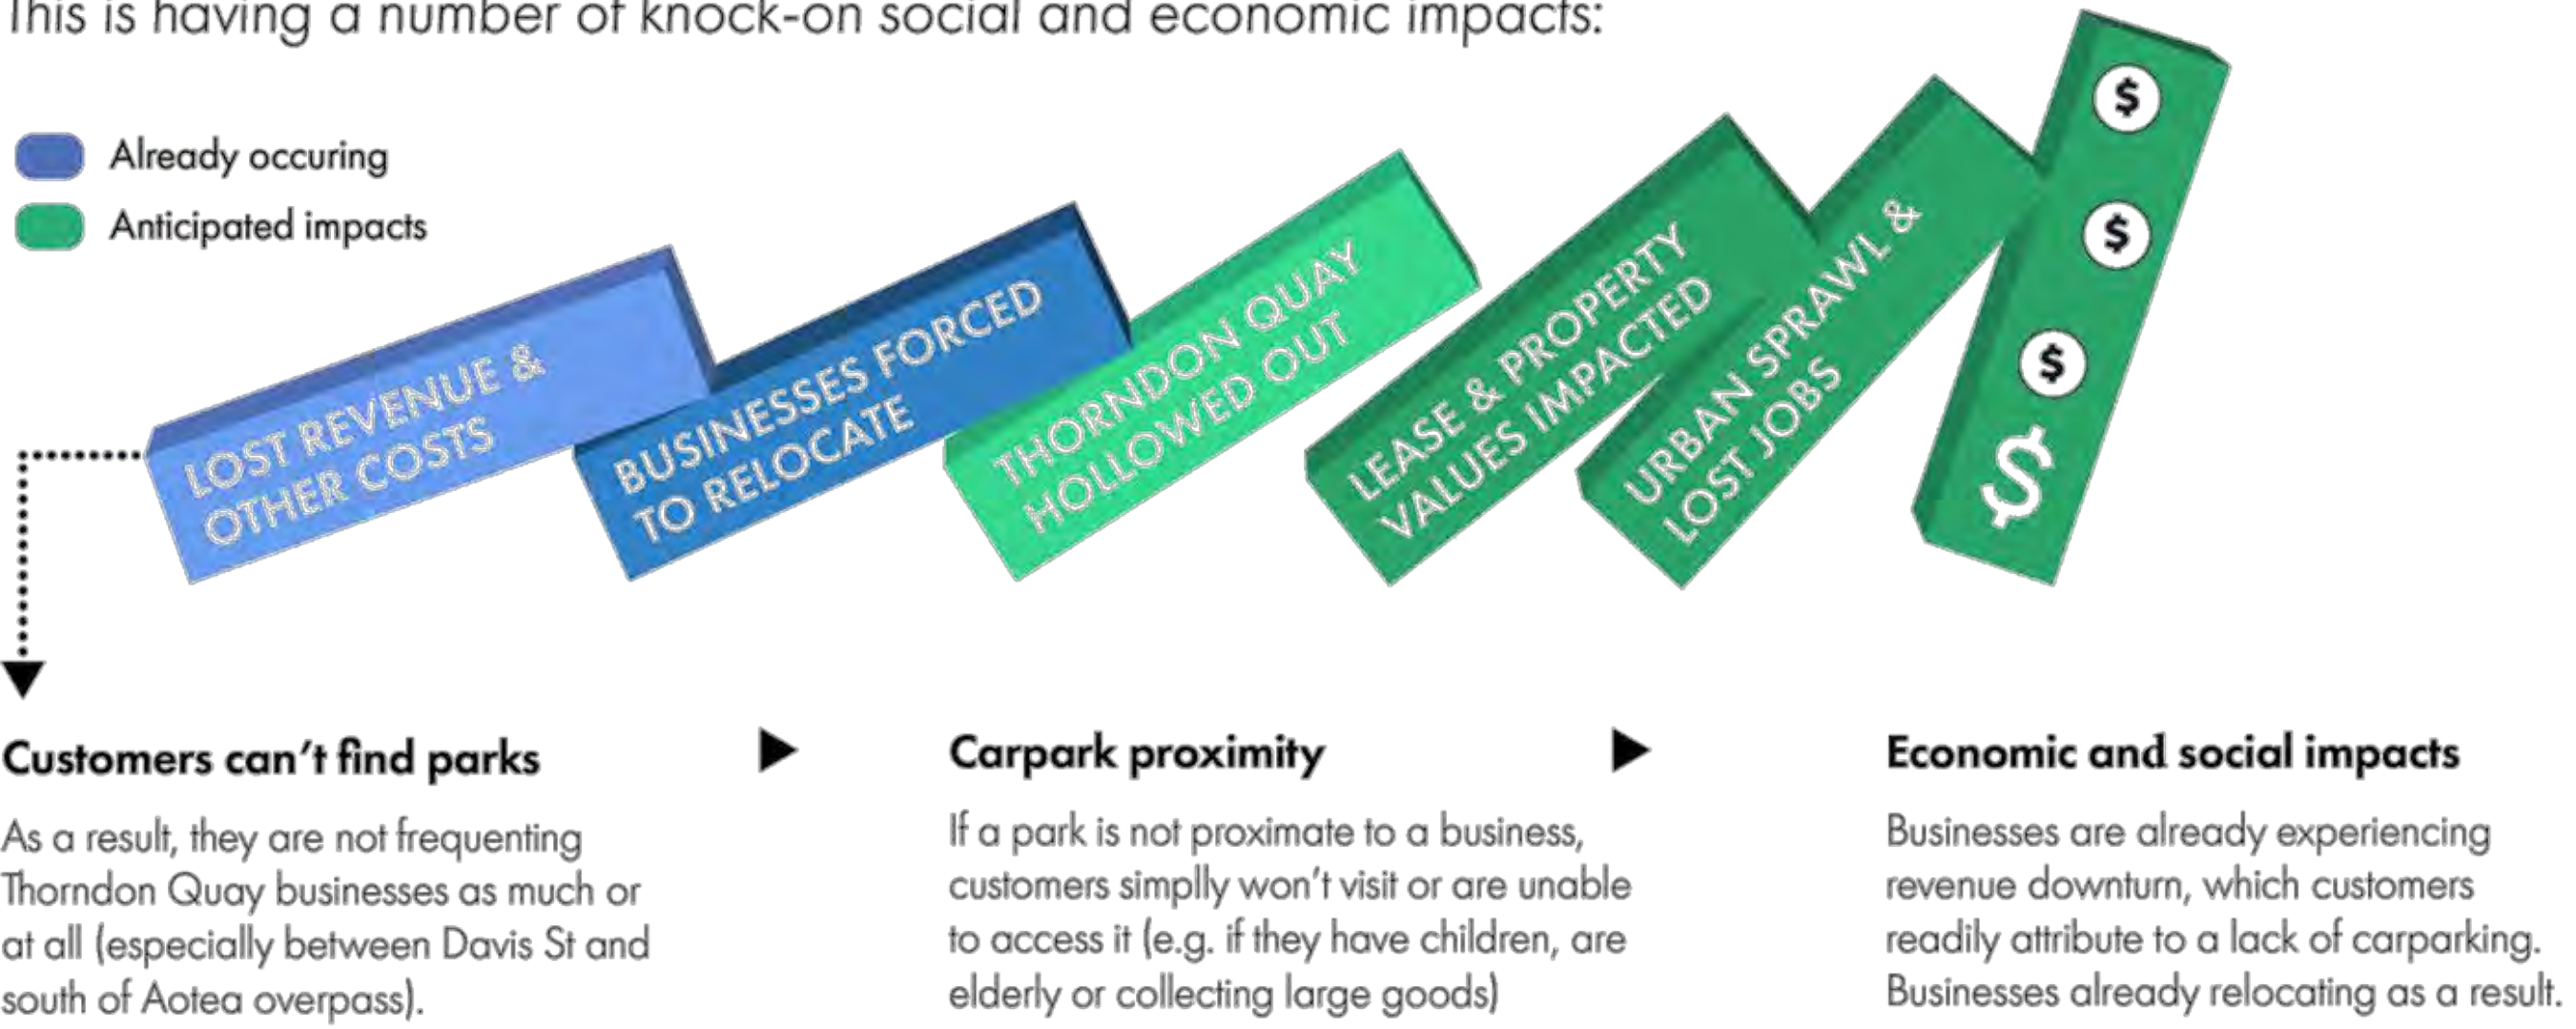 This is having a number of knock-on social and economic impacts:
Already occuring
Anticipated impacts
LOST REVENUE &
OTHER COSTS
BUSINESSES FORCED
TO RELOCATE
THORNDON QUAY
HOLLOWED OUT
LEASE & PROPERTY
VALUES IMPACTED
URBAN SPRAWL &
LOST JOBS
$
$
$
$
Customers can't find parks
As a result, they are not frequenting
Thorndon Quay businesses as much or
at all (especially between Davis St and
south of Aotea overpass).
Carpark proximity
If a park is not proximate to a business,
customers simplly won't visit or are unable
to access it (e.g. if they have children, are
elderly or collecting large goods)
Economic and social impacts
Businesses are already experiencing
revenue downturn, which customers
readily attribute to a lack of carparking.
Businesses already relocating as a result.